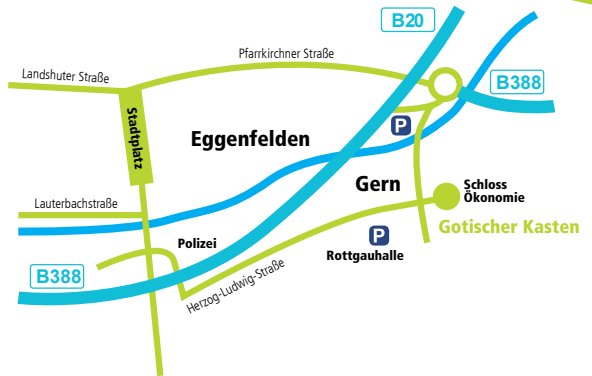 B20
Pfarrkirchner Straße
Landshuter Straße
B388
Stadtplatz
P
Eggenfelden
Gern
Schloss
Ökonomie
Lauterbachstraße
Gotischer Kasten
P
Polizei
Rottgauhalle
B388
Herzog-Ludwig-Straße